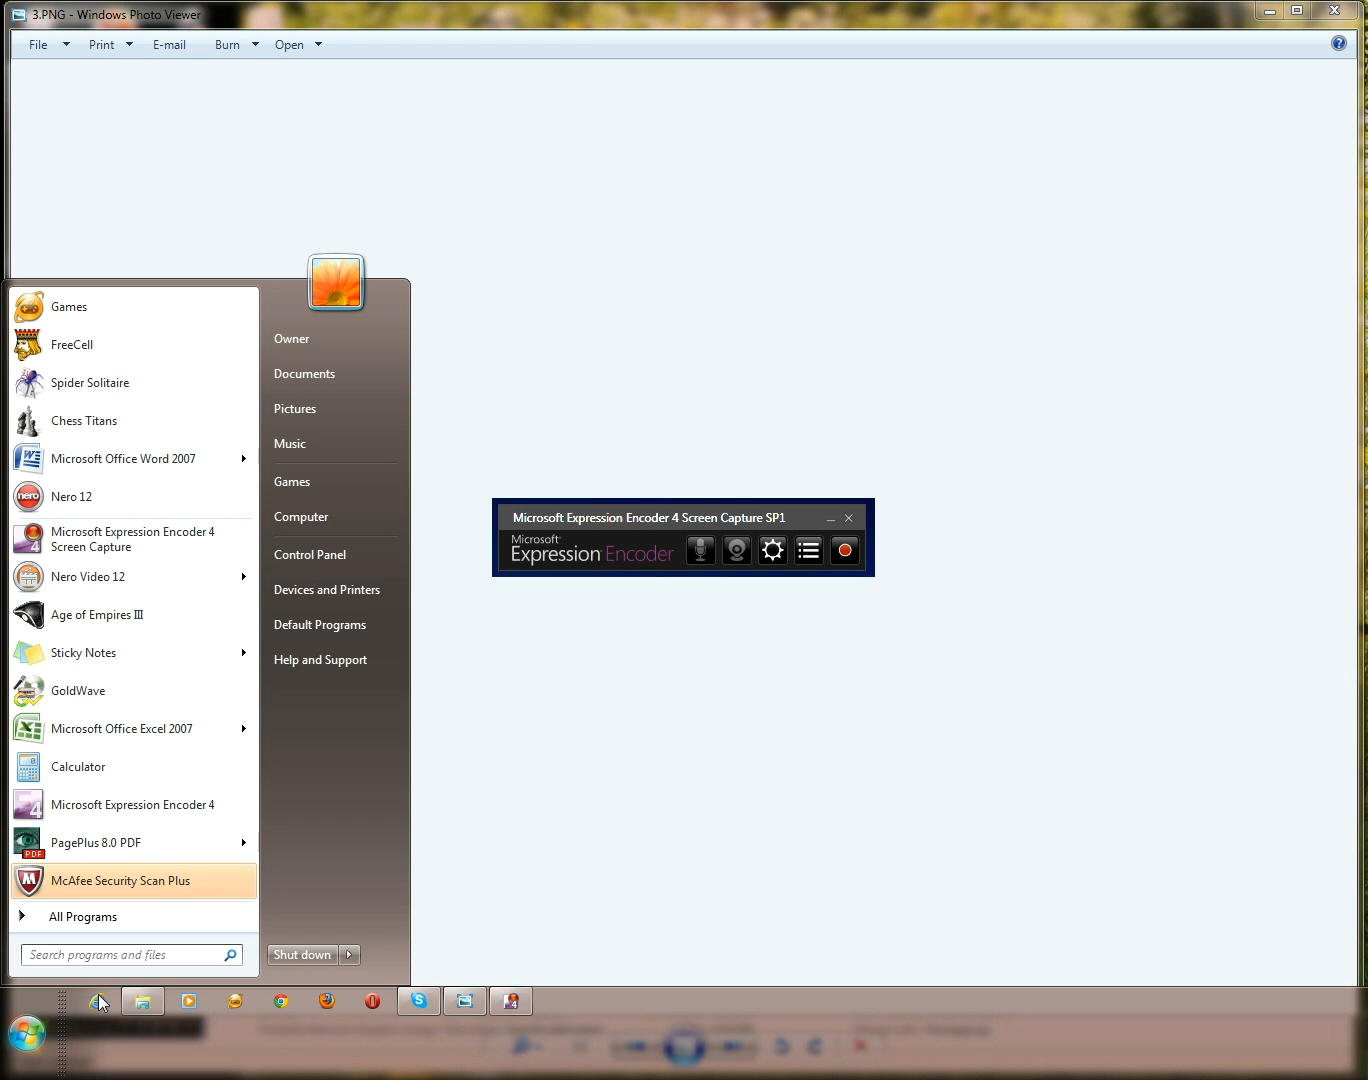 3.PNG - Windows Photo Viewer
File Print E-mail Burn Open
Games
FreeCell
Spider Solitaire
Chess Titans
Microsoft Office Word 2007
nero
Nero 12
4
Microsoft Expression Encoder 4
Screen Capture
Nero Video 12
Age of Empires III
Sticky Notes
GoldWave
Microsoft Office Excel 2007
Calculator
4
Microsoft Expression Encoder 4
PDF
PagePlus 8.0 PDF
McAfee Security Scan Plus
All Programs
Search programs and files
Owner
Documents
Pictures
Music
Games
Computer
Control Panel
Devices and Printers
Default Programs
Help and Support
Shut down
Microsoft Expression Encoder 4 Screen Capture SP1
Microsoft
Expression Encoder